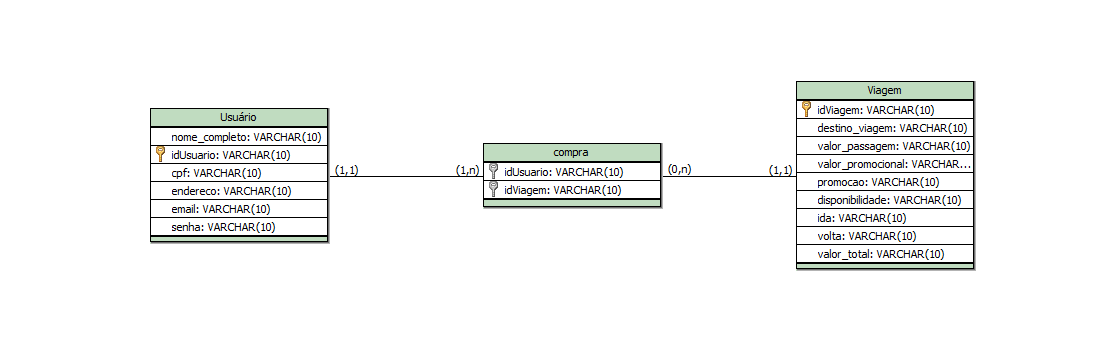 Usuário
nome_completo: VARCHAR(10)
idUsuario: VARCHAR(10)
cpf: VARCHAR(10)
endereco: VARCHAR(10)
email: VARCHAR(10)
senha: VARCHAR(10)
(1,1)
(1,n)
compra
idUsuario: VARCHAR(10)
idViagem: VARCHAR(10)
(0,n)
(1,1)
Viagem
idViagem: VARCHAR(10)
destino_viagem: VARCHAR(10)
valor_passagem: VARCHAR(10)
valor_promocional: VARCHAR...
promocao: VARCHAR(10)
disponibilidade: VARCHAR(10)
ida: VARCHAR(10)
volta: VARCHAR(10)
valor_total: VARCHAR(10)